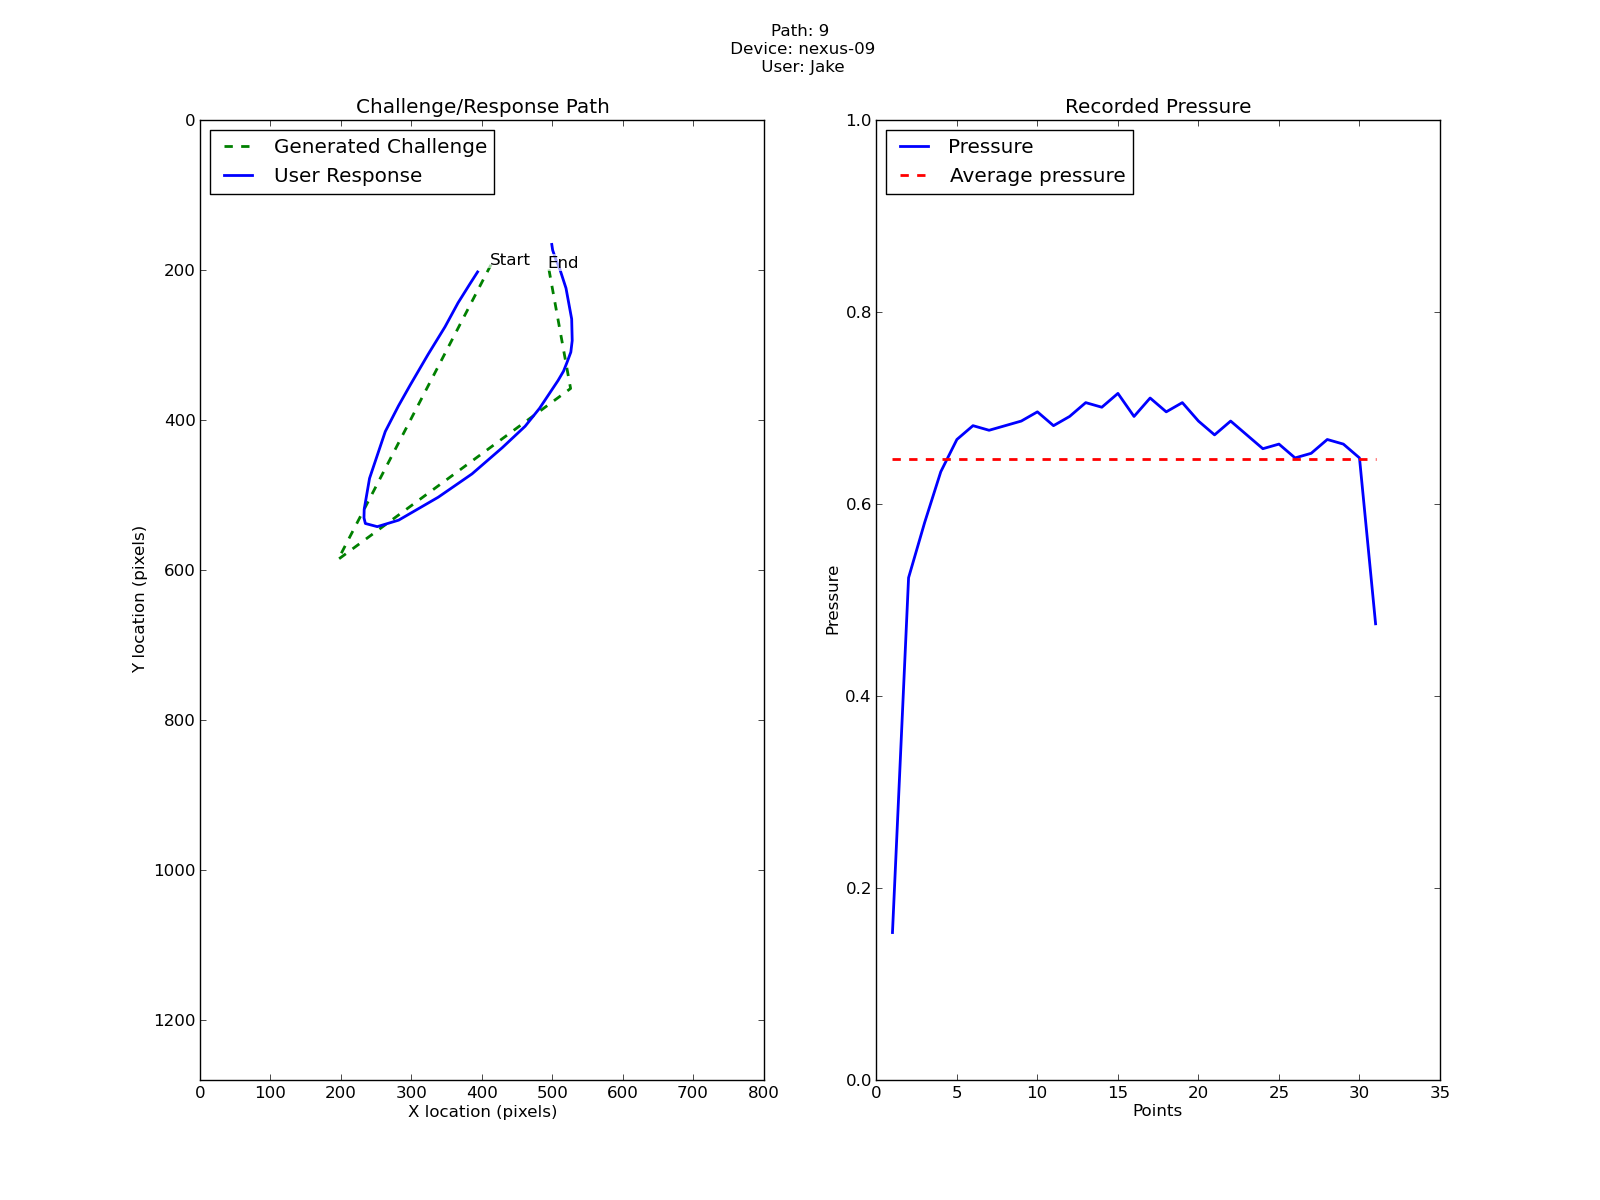 Path: 9
Device: nexus-09
User: Jake
Challenge/Response Path
Generated Challenge
User Response
Start
End
0
200
400
600
800
1000
1200
Y location (pixels)
0 100 200 300 400 500 600 700 800
X location (pixels)
Recorded Pressure
Pressure
Average pressure
1.0
0.8
0.6
0.4
0.2
0.0
Pressure
0 5 10 15 20 25 30 35
Points